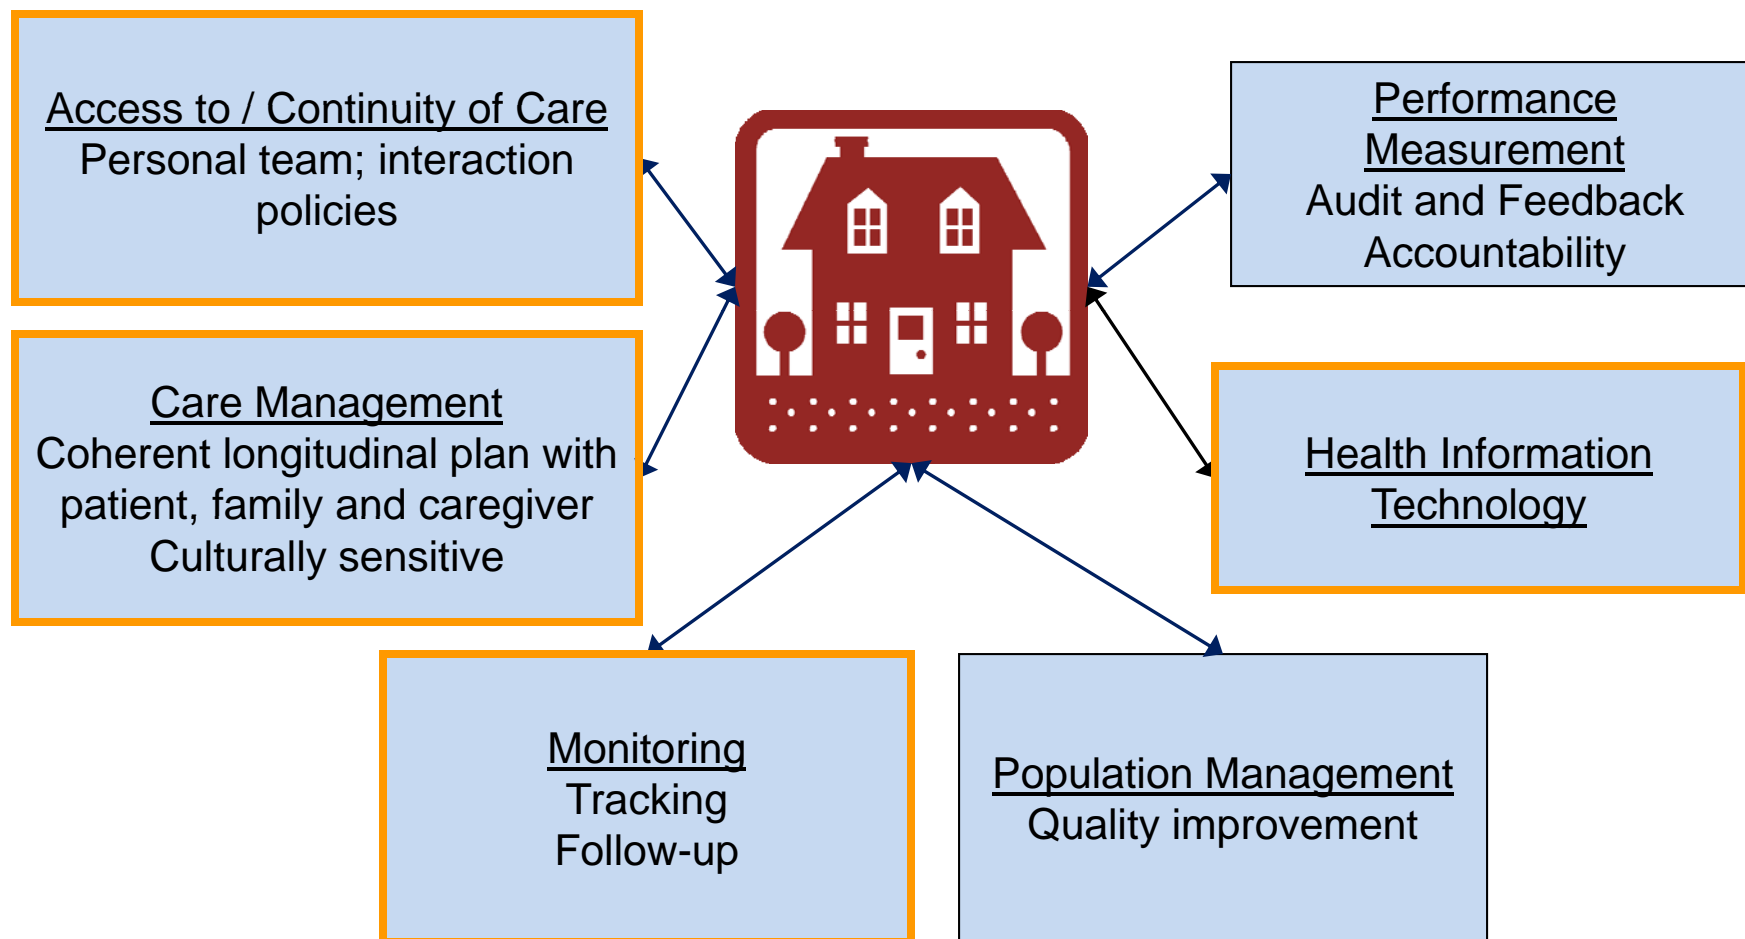 Access to / Continuity of Care
Personal team; interaction
policies
Performance
Measurement
Audit and Feedback
Accountability
Care Management
Coherent longitudinal plan with
patient, family and caregiver
Culturally sensitive
Health Information
Technology
Monitoring
Tracking
Follow-up
Population Management
Quality improvement